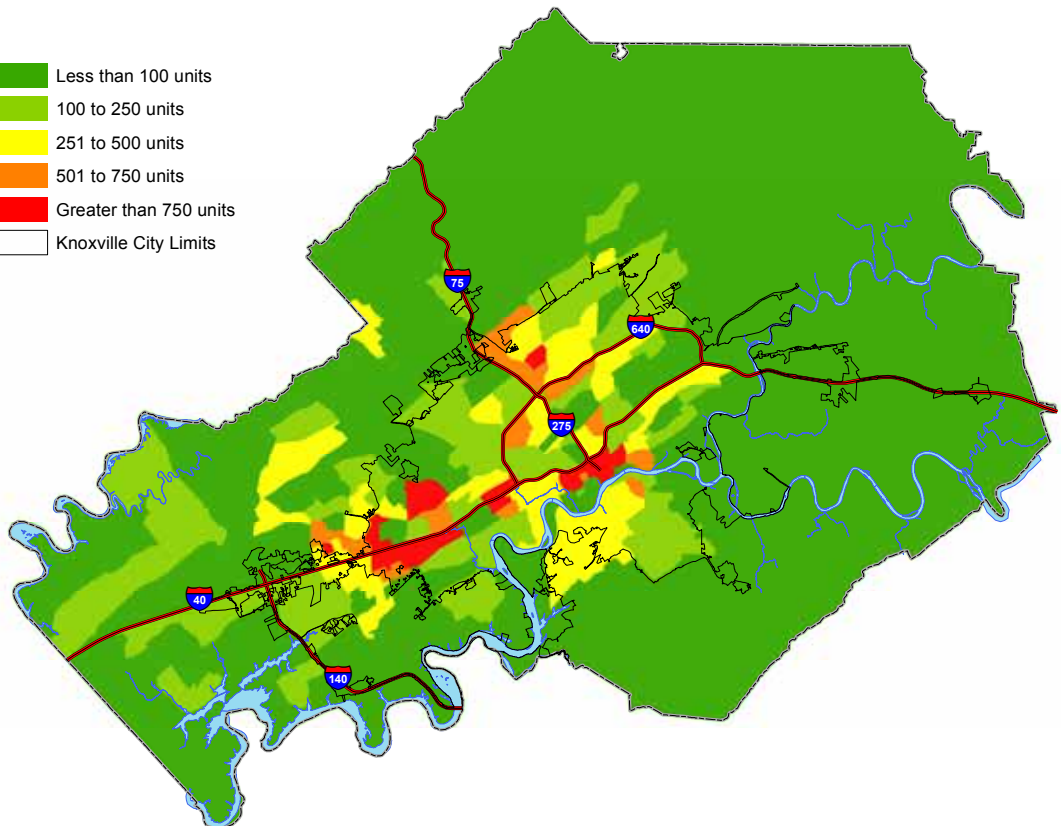 Less than 100 units
100 to 250 units
251 to 500 units
501 to 750 units
Greater than 750 units
Knoxville City Limits
75
640
275
40
140